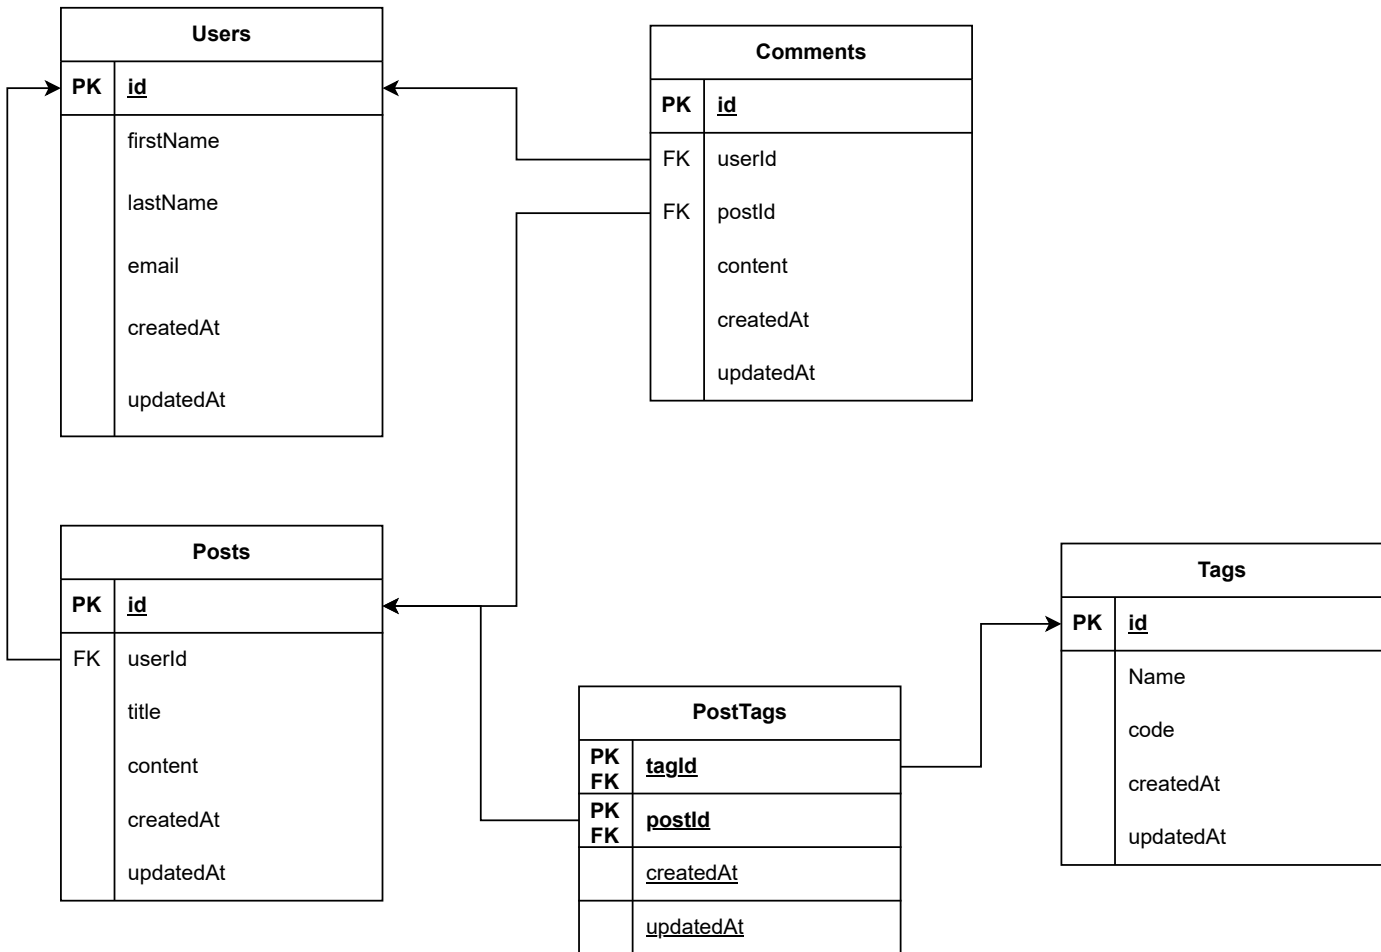 Users
PK id
firstName
lastName
email
createdAt
updatedAt
Comments
PK id
FK userId
FK postId
content
createdAt
updatedAt
Posts
PK id
FK userId
title
content
createdAt
updatedAt
PostTags
PK
FK tagId
PK
FK postId
createdAt
updatedAt
Tags
PK id
Name
code
createdAt
updatedAt